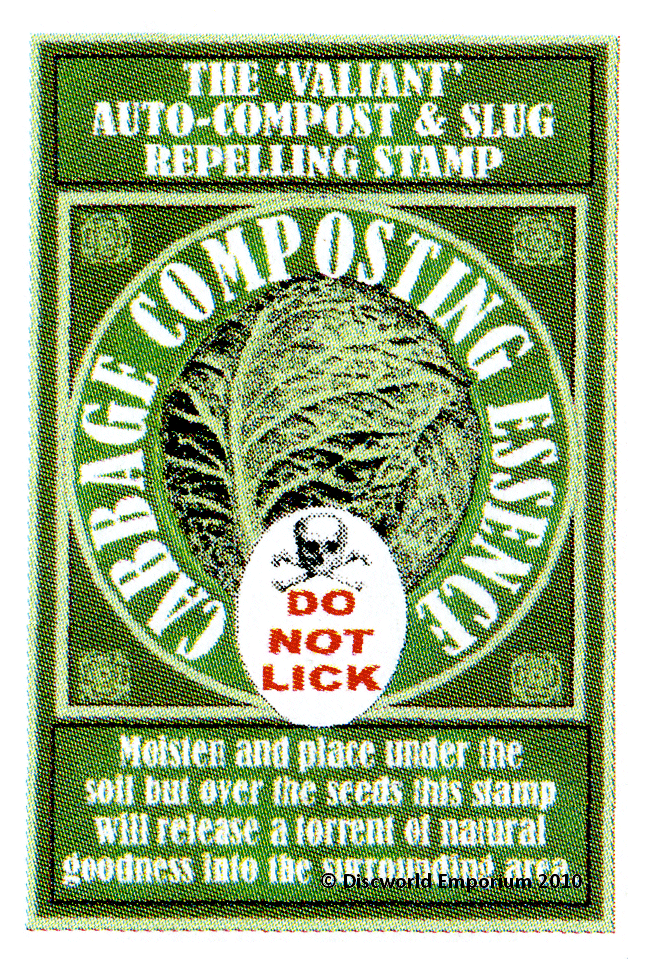 THE ‘VALIANT’
AUTO-COMPOST & SLUG
REPELLING STAMP
CABBAGE COMPOSTING ESSENCE
DO
NOT
LICK
Moisten and place under the
soil but over the seeds this stamp
will release a torrent of natural
goodness into the surrounding area
© Discworld Emporium 2010